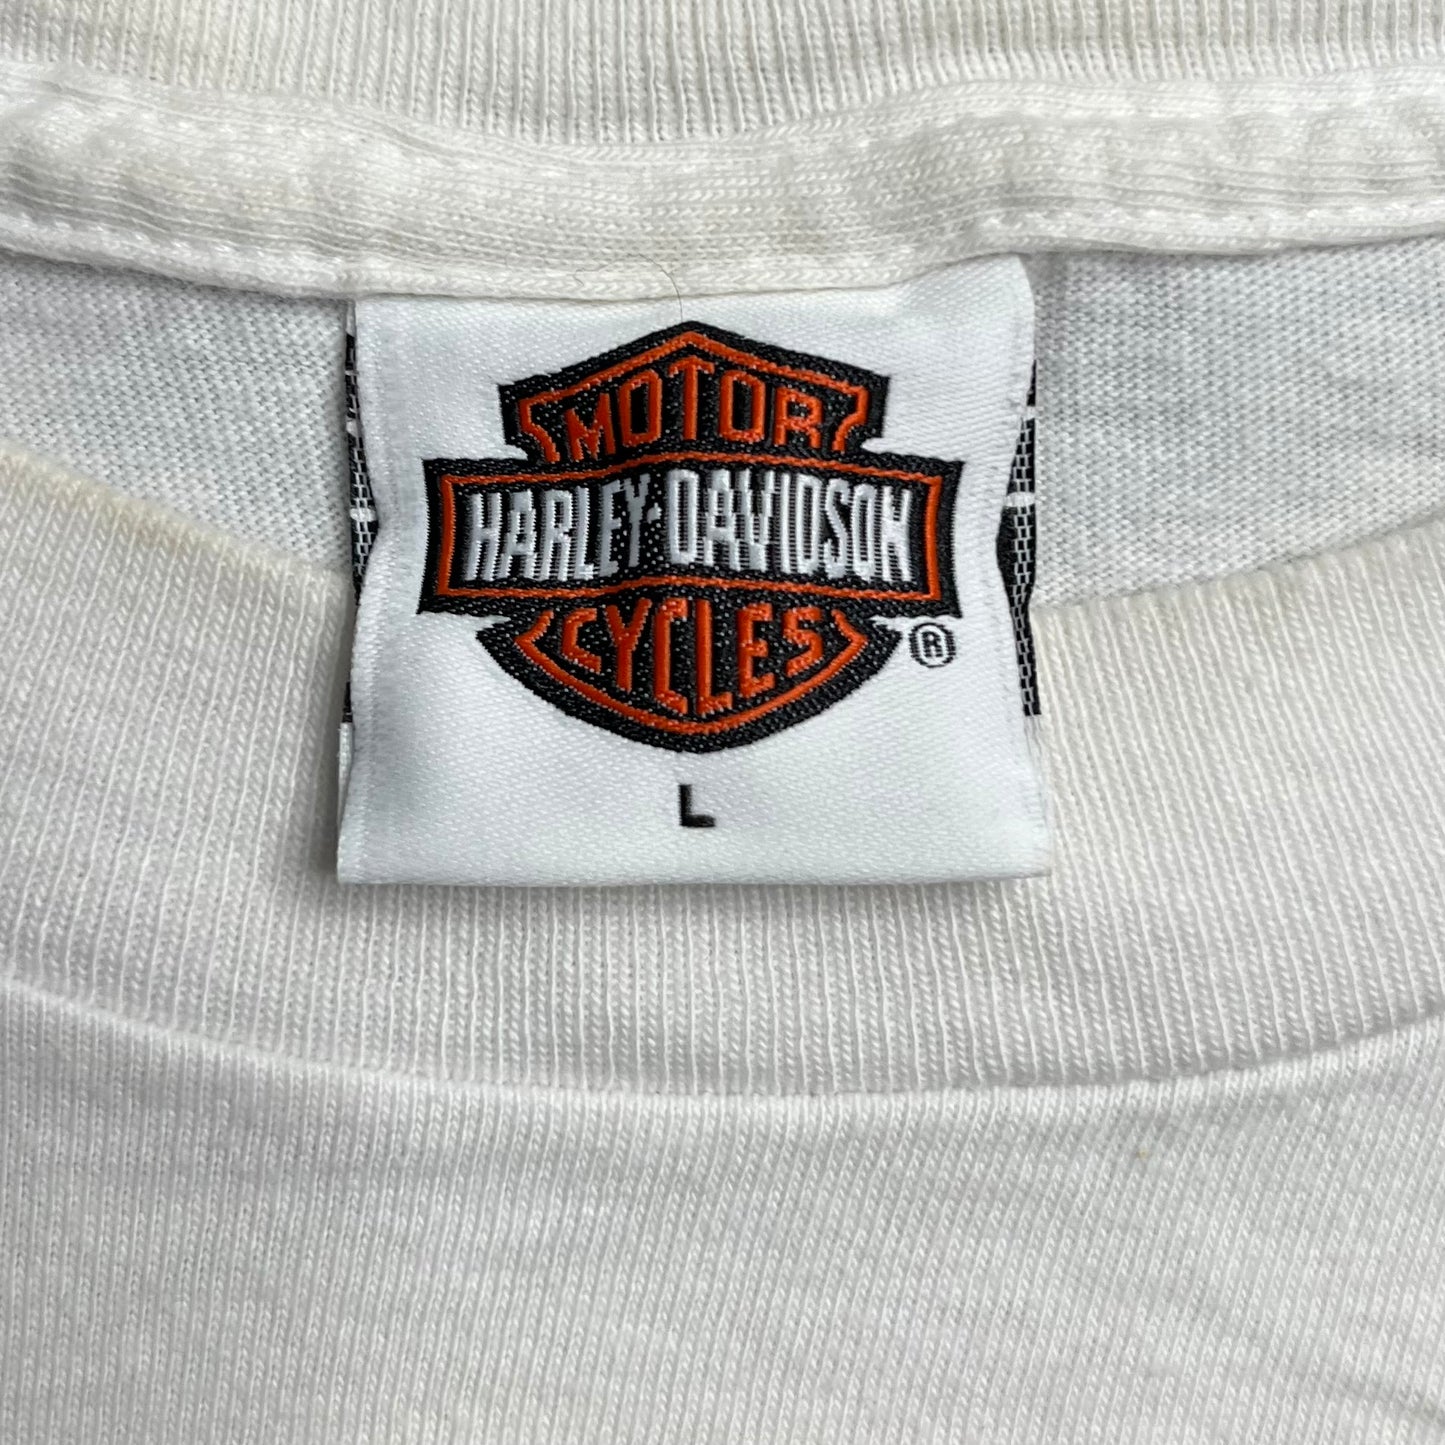 MOTOR
HARLEY-DAVIDSON
CYCLES
®
L